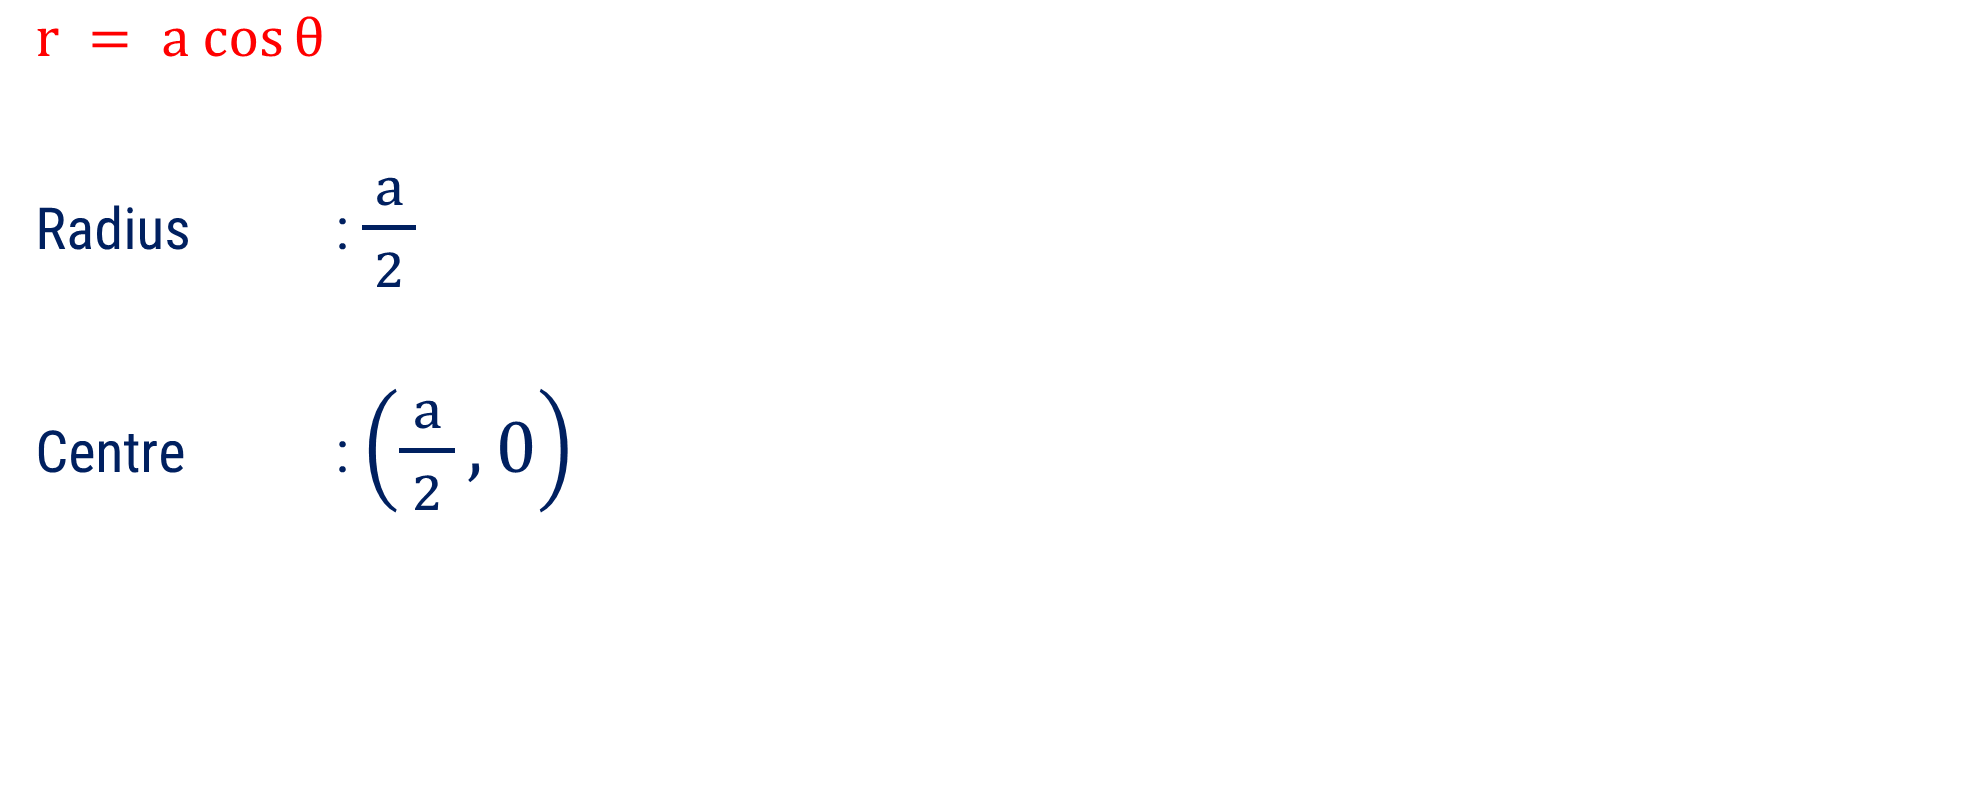 r = a cos θ
Radius : a/2
Centre : (a/2, 0)